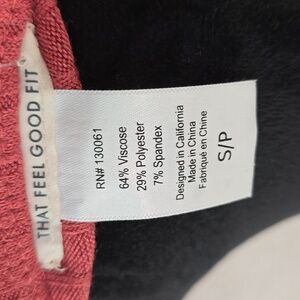 THAT FEEL GOOD FIT
RN# 130061
64% Viscose
29% Polyester
7% Spandex
Designed in California
Made in China
Fabriqué en Chine
S/P